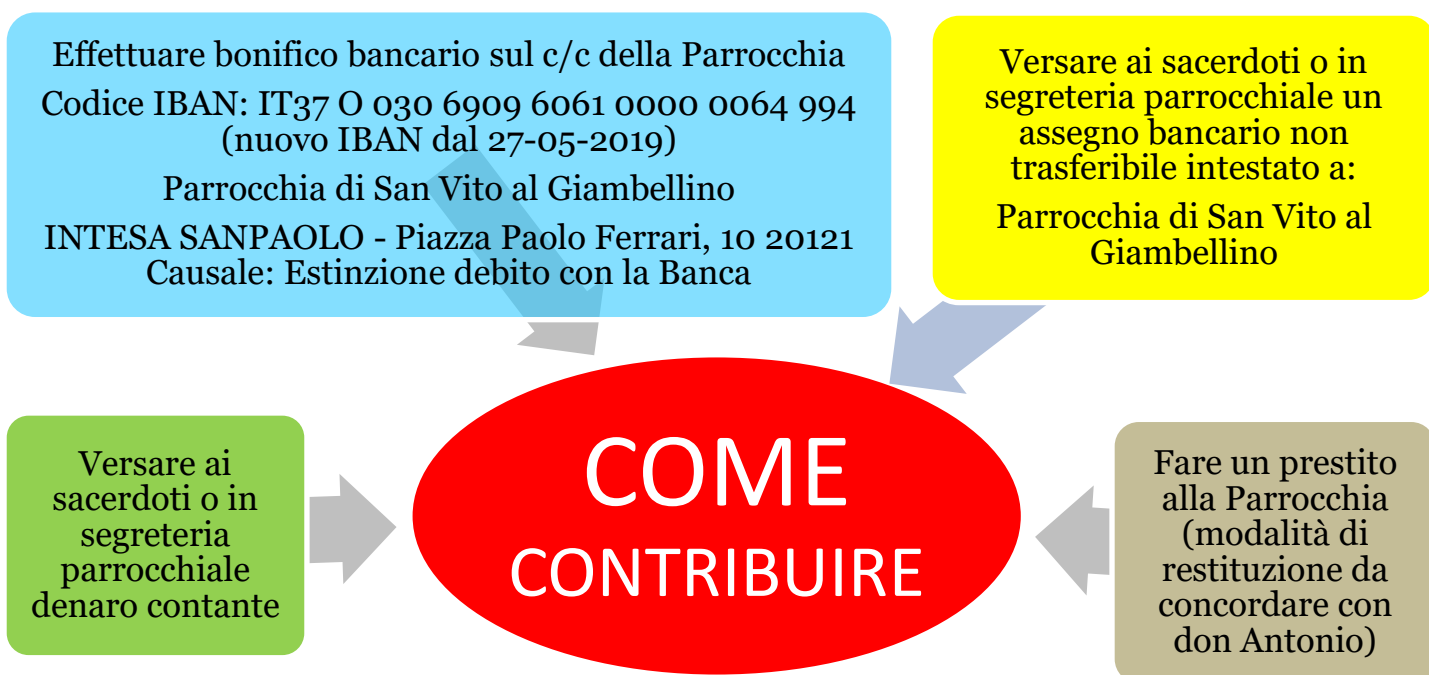 Effettuare bonifico bancario sul c/c della Parrocchia
Codice IBAN: IT37 O 030 6909 6061 0000 0064 994
(nuovo IBAN dal 27-05-2019)
Parrocchia di San Vito al Giambellino
INTESA SANPAOLO - Piazza Paolo Ferrari, 10 20121
Causale: Estinzione debito con la Banca
Versare ai sacerdoti o in
segreteria parrocchiale un
assegno bancario non
trasferibile intestato a:
Parrocchia di San Vito al
Giambellino
Versare ai
sacerdoti o in
segreteria
parrocchiale
denaro contante
COME
CONTRIBUIRE
Fare un prestito
alla Parrocchia
(modalità di
restituzione da
concordare con
don Antonio)